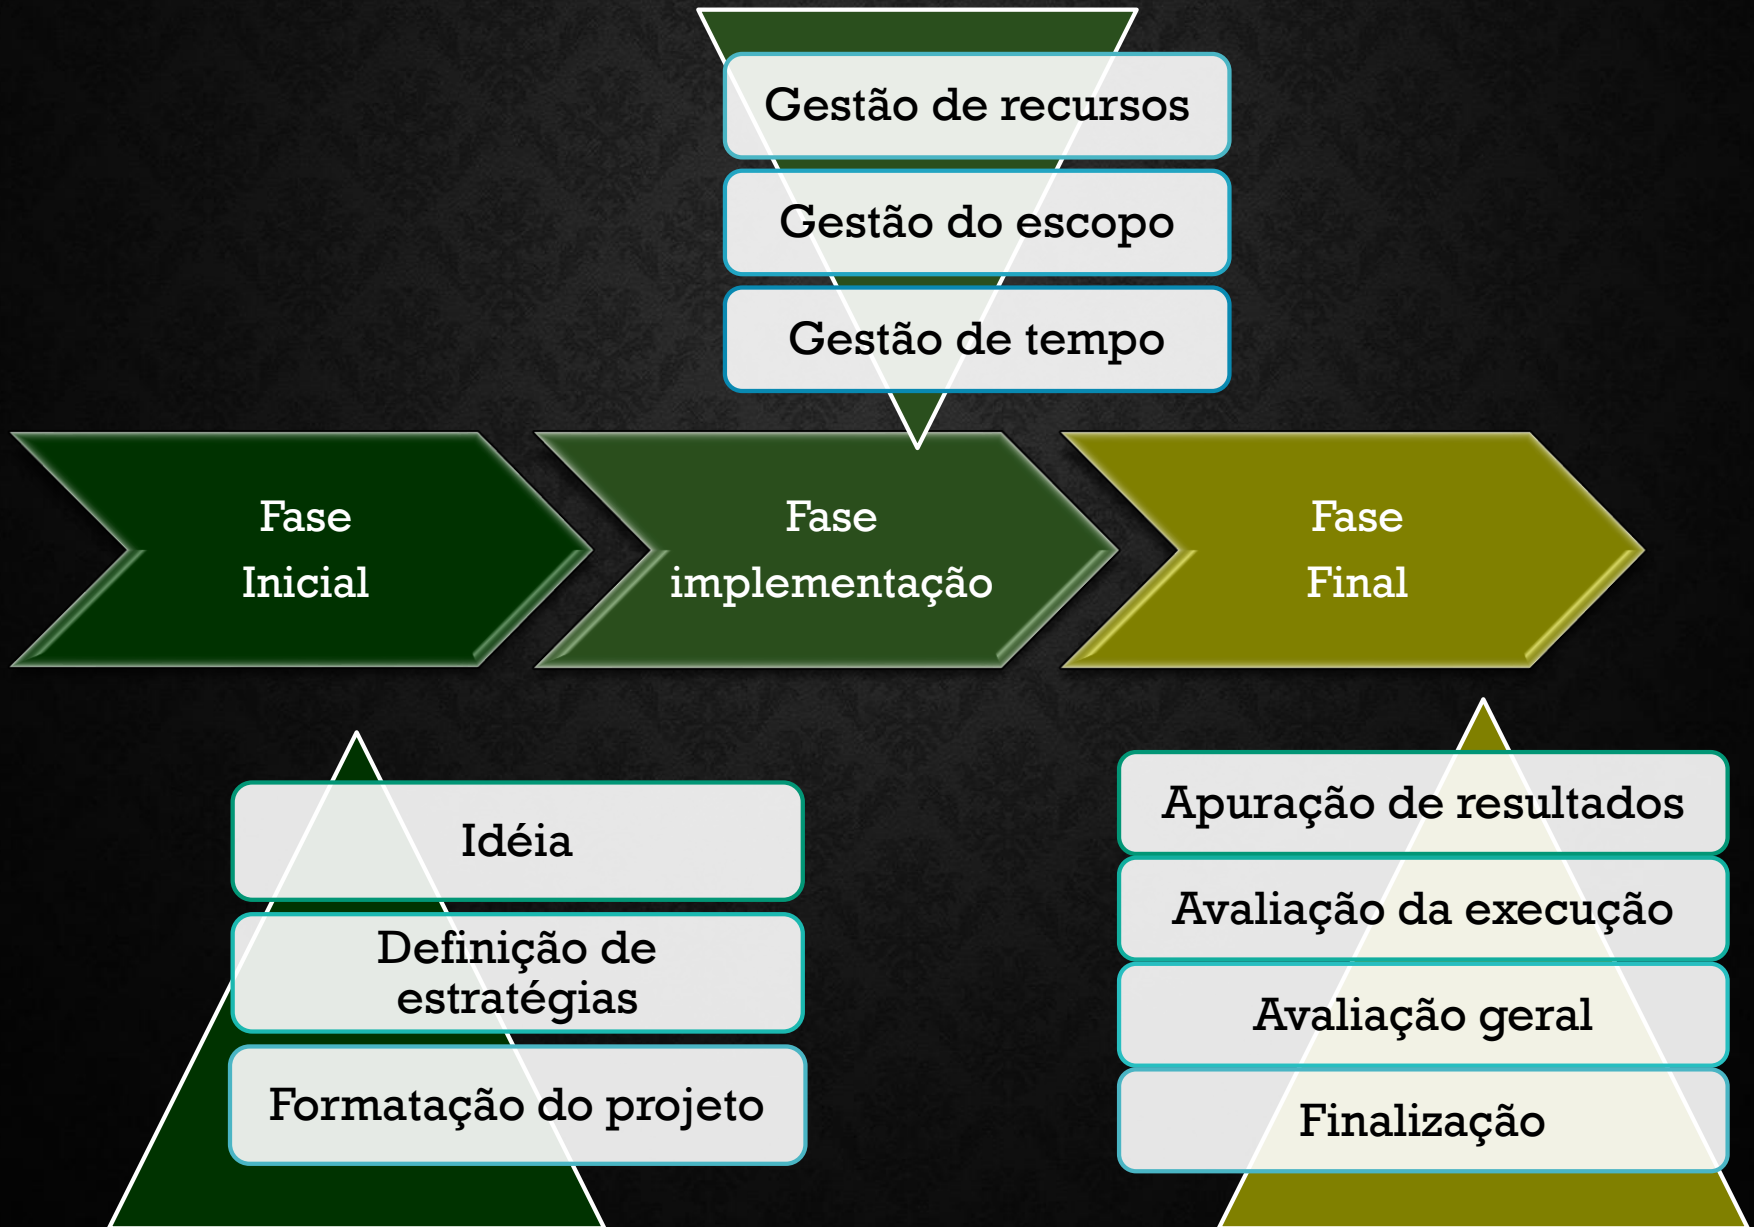 Gestão de recursos
Gestão do escopo
Gestão de tempo
Fase
Inicial
Fase
implementação
Fase
Final
Idéia
Definição de
estratégias
Formatação do projeto
Apuração de resultados
Avaliação da execução
Avaliação geral
Finalização